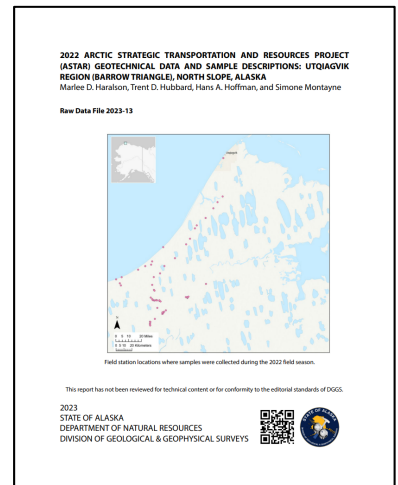 2022 ARCTIC STRATEGIC TRANSPORTATION AND RESOURCES PROJECT
(ASTAR) GEOTECHNICAL DATA AND SAMPLE DESCRIPTIONS: UTQIAGVIK
REGION (BARROW TRIANGLE), NORTH SLOPE, ALASKA
Marlee D. Haralson, Trent D. Hubbard, Hans A. Hoffman, and Simone Montayne
Raw Data File 2023-13
Field station locations where samples were collected during the 2022 field season.
This report has not been reviewed for technical content or for conformity to the editorial standards of DGGS.
2023
STATE OF ALASKA
DEPARTMENT OF NATURAL RESOURCES
DIVISION OF GEOLOGICAL & GEOPHYSICAL SURVEYS